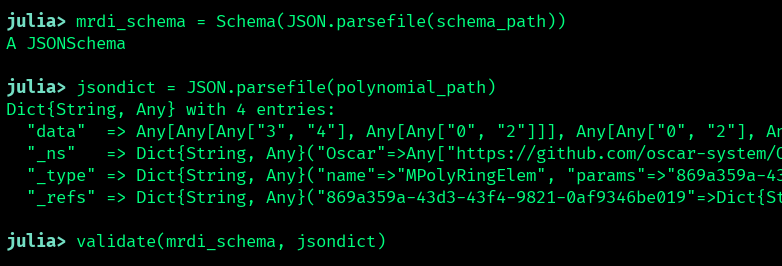 julia> mrdi_schema = Schema(JSON.parsefile(schema_path))
A JSONSchema
julia> jsondict = JSON.parsefile(polynomial_path)
Dict{String, Any} with 4 entries:
  "data"  => Any[Any[Any["3", "4"], Any[Any["0", "2"]]], Any[Any["0", "2"], An
  "_ns"   => Dict{String, Any}("Oscar"=>Any["https://github.com/oscar-system/O
  "_type" => Dict{String, Any}("name"=>"MPolyRingElem", "params"=>"869a359a-43
  "_refs" => Dict{String, Any}("869a359a-43d3-43f4-9821-0af9346be019"=>Dict{St
julia> validate(mrdi_schema, jsondict)